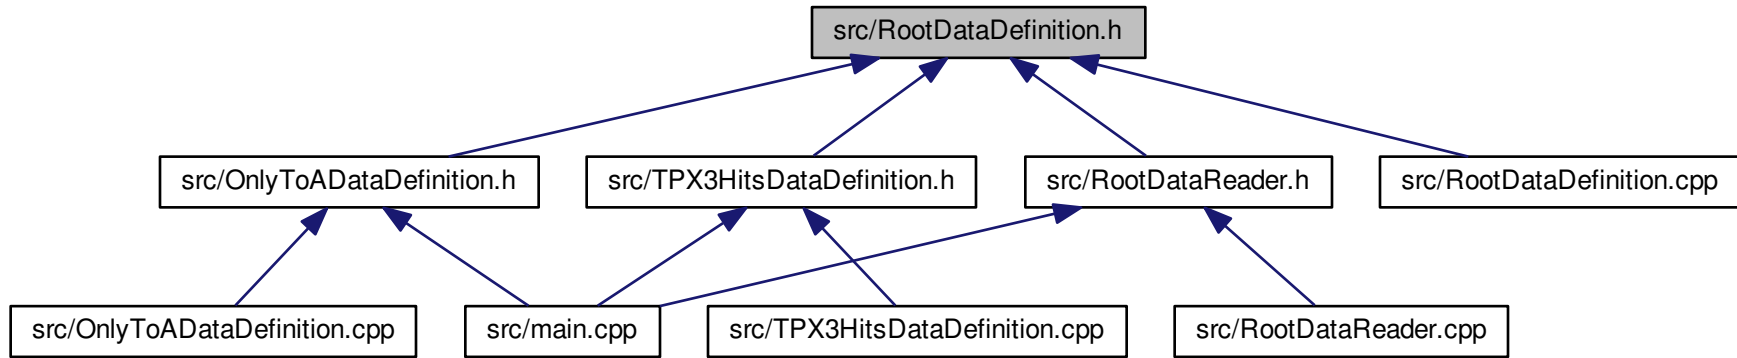 src/RootDataDefinition.h
src/OnlyToADataDefinition.h
src/TPX3HitsDataDefinition.h
src/RootDataReader.h
src/RootDataDefinition.cpp
src/OnlyToADataDefinition.cpp
src/main.cpp
src/TPX3HitsDataDefinition.cpp
src/RootDataReader.cpp